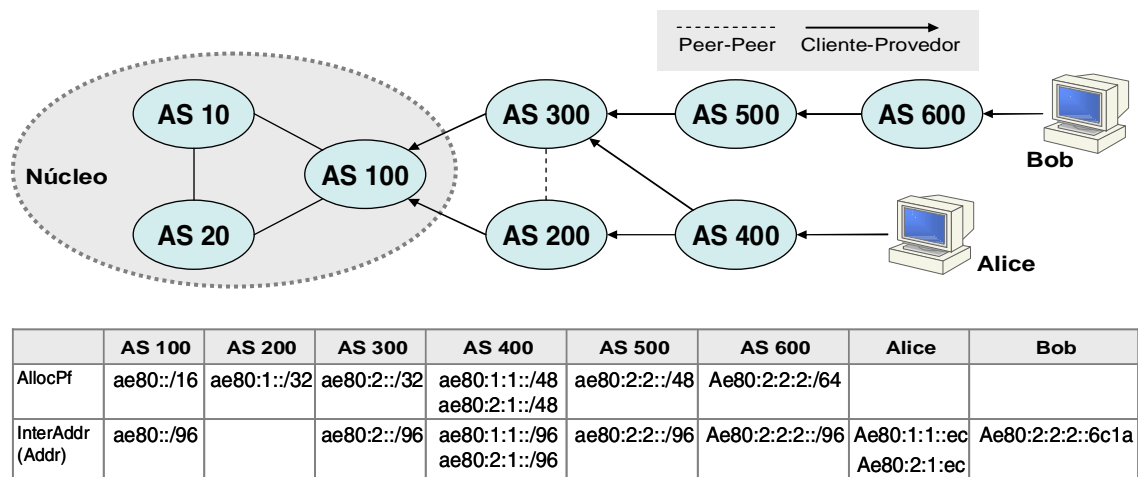 Peer-Peer Cliente-Provedor
AS 10
AS 300
AS 500
AS 600
Bob
Núcleo
AS 100
AS 20
AS 200
AS 400
Alice
AS 100 AS 200 AS 300 AS 400 AS 500 AS 600 Alice Bob
AllocPf ae80::/16 ae80:1::/32 ae80:2::/32 ae80:1:1::/48 ae80:2:2::/48 Ae80:2:2:2:/64
ae80:2:1::/48
InterAddr ae80::/96 ae80:2::/96 ae80:1:1::/96 ae80:2:2::/96 Ae80:2:2:2::/96 Ae80:1:1::ec Ae80:2:2:2::6c1a
(Addr) ae80:2:1::/96 Ae80:2:1:ec